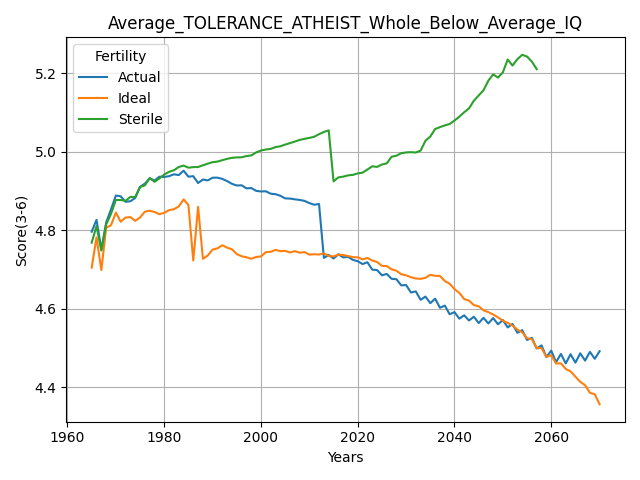 Average_TOLERANCE_ATHEIST_Whole_Below_Average_IQ
Fertility
Actual
Ideal
Sterile
Score(3-6)
5.2
5.0
4.8
4.6
4.4
1960 1980 2000 2020 2040 2060
Years